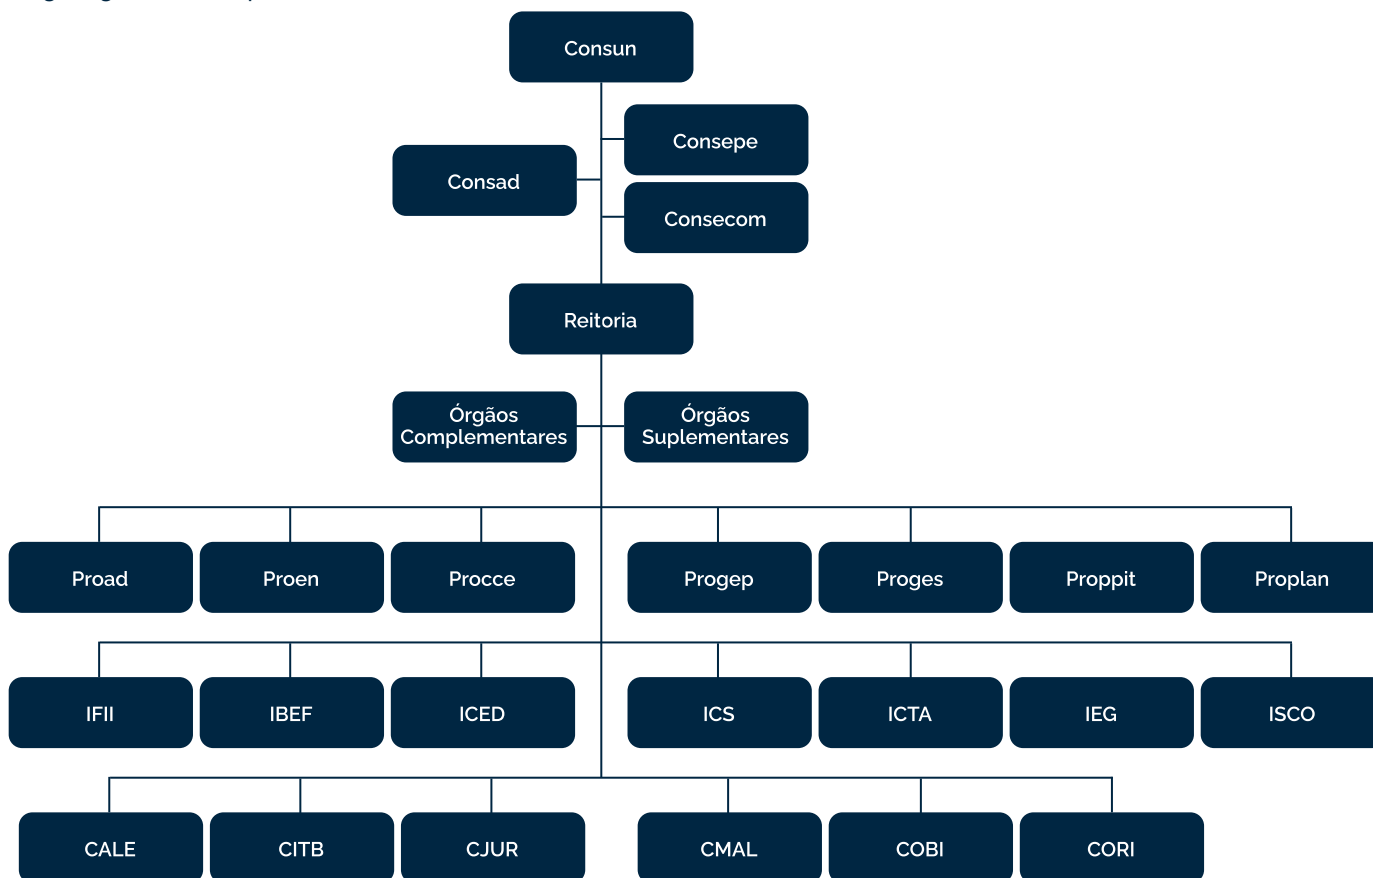 Consun
Consepe
Consad
Consecom
Reitoria
Órgãos
Complementares
Órgãos
Suplementares
Proad
Proen
Procce
Progep
Proges
Proppit
Proplan
IFII
IBEF
ICED
ICS
ICTA
IEG
ISCO
CALE
CITB
CJUR
CMAL
COBI
CORI